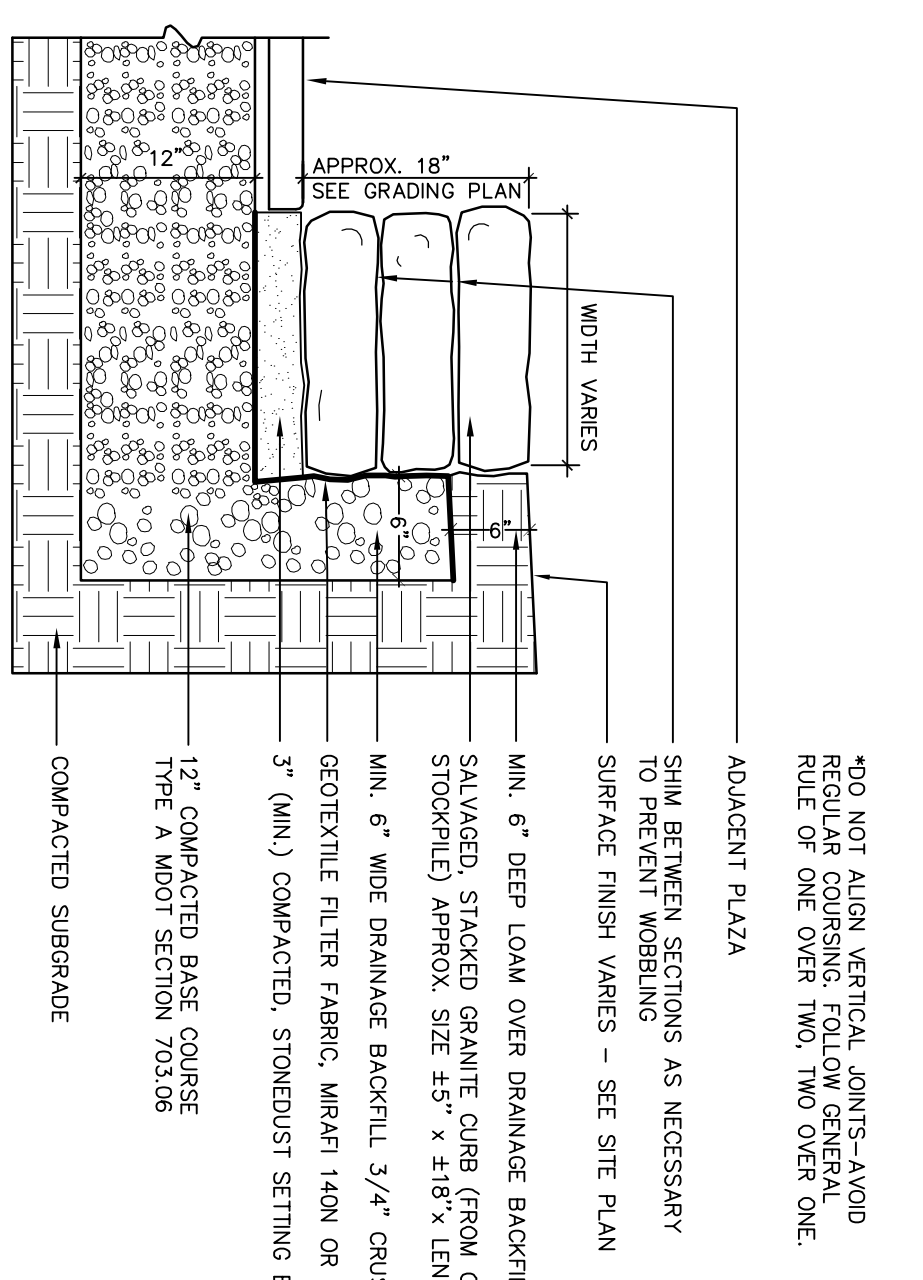 *DO NOT ALIGN VERTICAL JOINTS–AVOID
REGULAR COURSING. FOLLOW GENERAL
RULE OF ONE OVER TWO, TWO OVER ONE.
ADJACENT PLAZA
SHIM BETWEEN SECTIONS AS NECESSARY
TO PREVENT WOBBLING
SURFACE FINISH VARIES – SEE SITE PLAN
MIN. 6" DEEP LOAM OVER DRAINAGE
SALVAGED, STACKED GRANITE CURB (FROM
STOCKPILE) APPROX. SIZE ±5" x ±18"x
MIN. 6" WIDE DRAINAGE BACKFILL 3/4"
GEOTEXTILE FILTER FABRIC, MIRAFI 140N OR
3" (MIN.) COMPACTED, STONEDUST SETTING
12" COMPACTED BASE COURSE
TYPE A MDOT SECTION 703.06
COMPACTED SUBGRADE
WIDTH VARIES
APPROX. 18"
SEE GRADING PLAN
12"
6"
6"